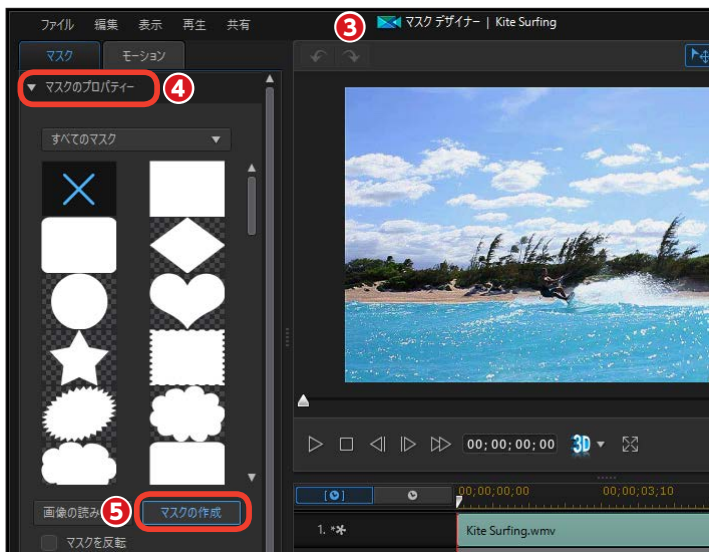 ファイル 編集 表示 再生 共有
③
マスク デザイナー | Kite Surfing
マスク モーション
マスクのプロパティー
④
すべてのマスク
00;00;00;00
3D
00;00;00;00 00;00;03;10
画像の読み
⑤
マスクの作成
1.
Kite Surfing.wmv
マスクを反転